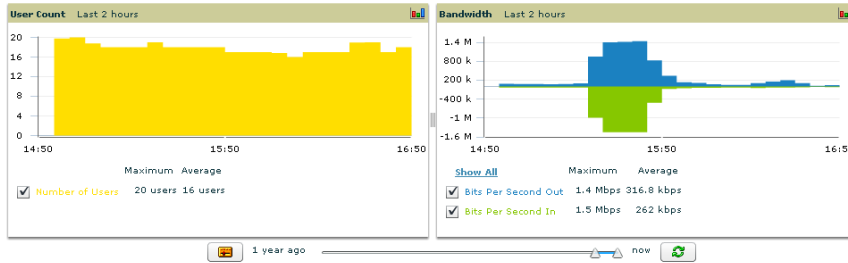 User Count Last 2 hours
20
16
12
8
4
0
14:50 15:50 16:50
Maximum Average
Number of Users 20 users 16 users
Bandwidth Last 2 hours
1.4 M
800 k
200 k
-400 k
-1 M
-1.6 M
14:50 15:50 16:5
Show All Maximum Average
Bits Per Second Out 1.4 Mbps 316.8 kbps
Bits Per Second In 1.5 Mbps 262 kbps
1 year ago now